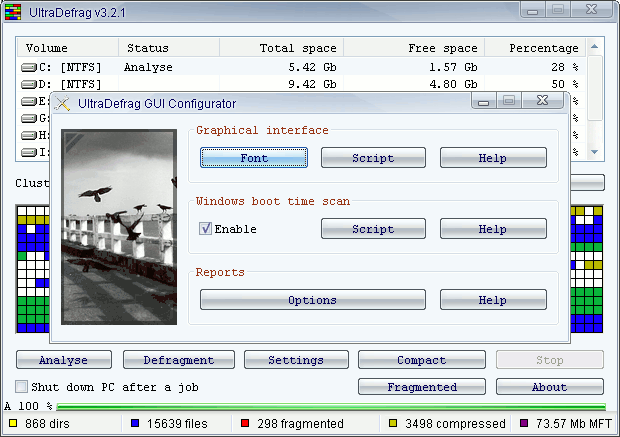 UltraDefrag v3.2.1
Volume Status Total space Free space Percentage
C: [NTFS] Analyse 5.42 Gb 1.57 Gb 28 %
D: [NTFS] 9.42 Gb 4.80 Gb 50 %
E: %
G: %
H: %
I: %
UltraDefrag GUI Configurator
Graphical interface
Font Script Help
Windows boot time scan
Enable Script Help
Reports
Options Help
Clust
Analyse Defragment Settings Compact Stop
Shut down PC after a job Fragmented About
A 100 %
868 dirs 15639 files 298 fragmented 3498 compressed 73.57 Mb MFT